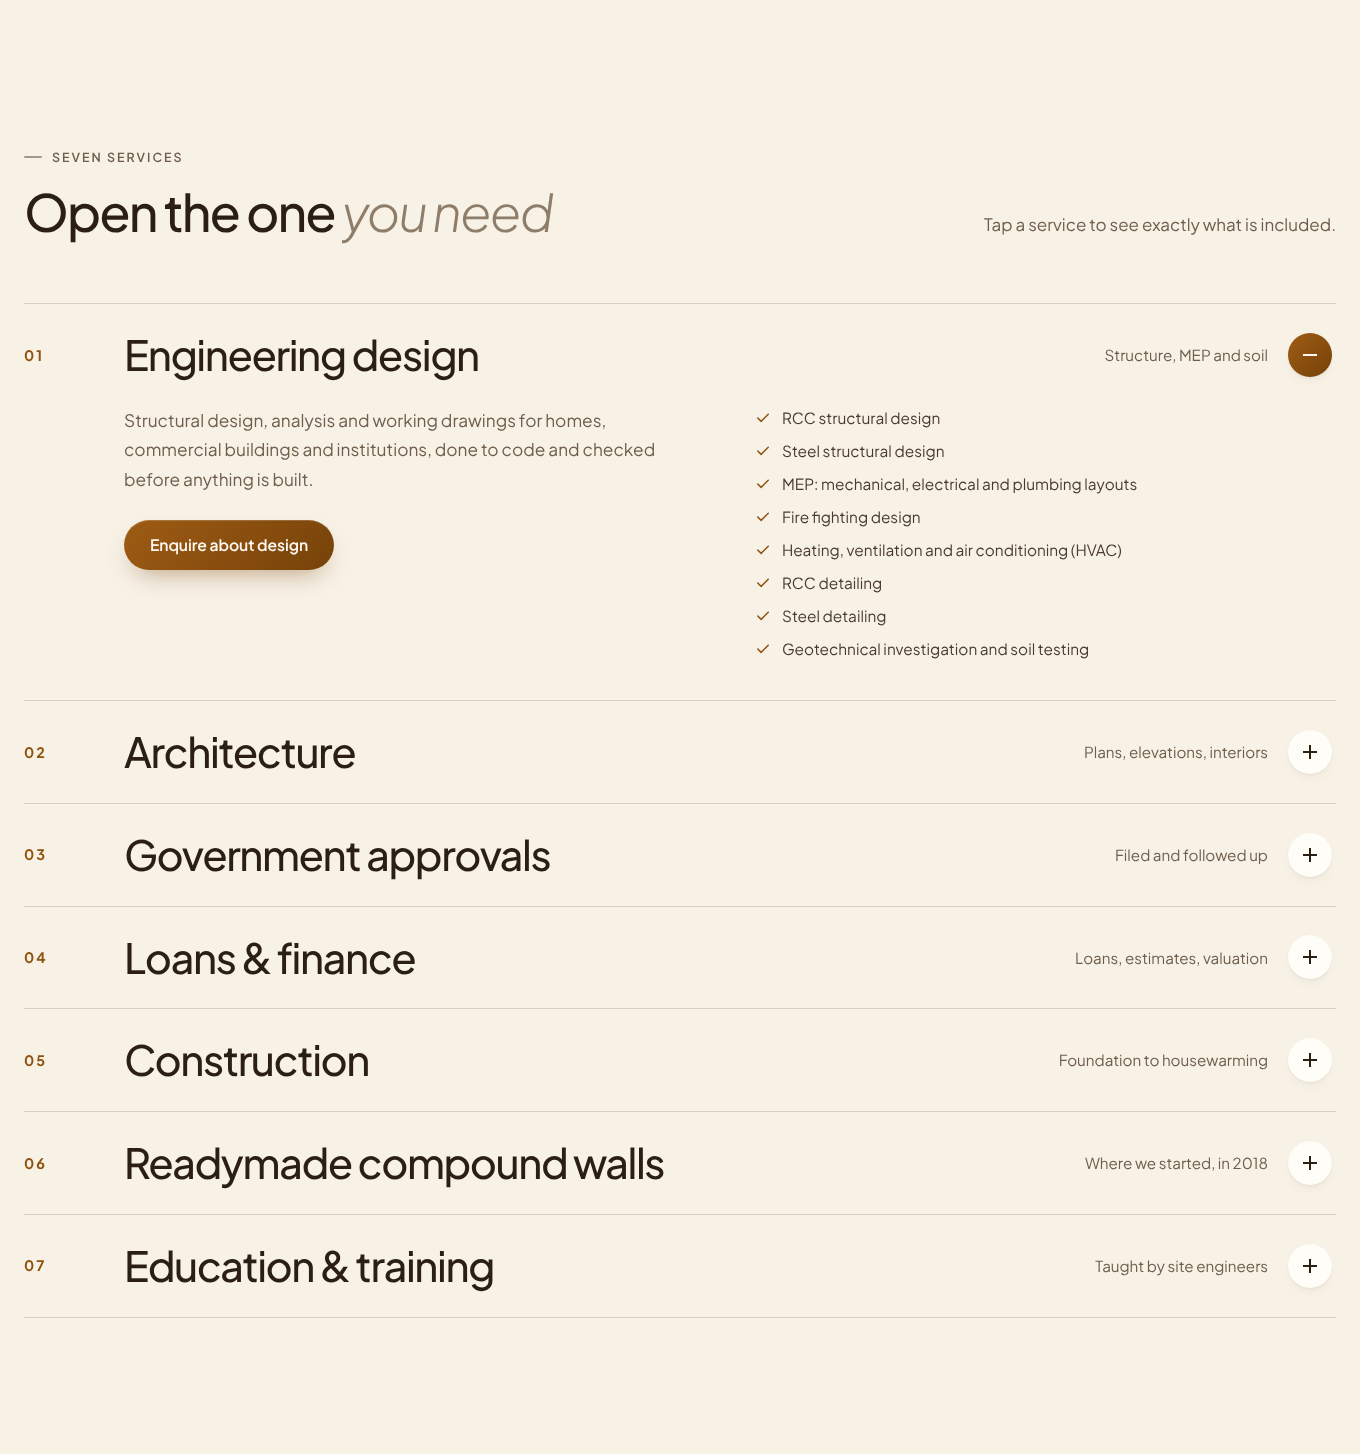 SEVEN SERVICES
Open the one you need
Tap a service to see exactly what is included.
01
Engineering design
Structure, MEP and soil
Structural design, analysis and working drawings for homes,
commercial buildings and institutions, done to code and checked
before anything is built.
Enquire about design
RCC structural design
Steel structural design
MEP: mechanical, electrical and plumbing layouts
Fire fighting design
Heating, ventilation and air conditioning (HVAC)
RCC detailing
Steel detailing
Geotechnical investigation and soil testing
02
Architecture
Plans, elevations, interiors
03
Government approvals
Filed and followed up
04
Loans & finance
Loans, estimates, valuation
05
Construction
Foundation to housewarming
06
Readymade compound walls
Where we started, in 2018
07
Education & training
Taught by site engineers